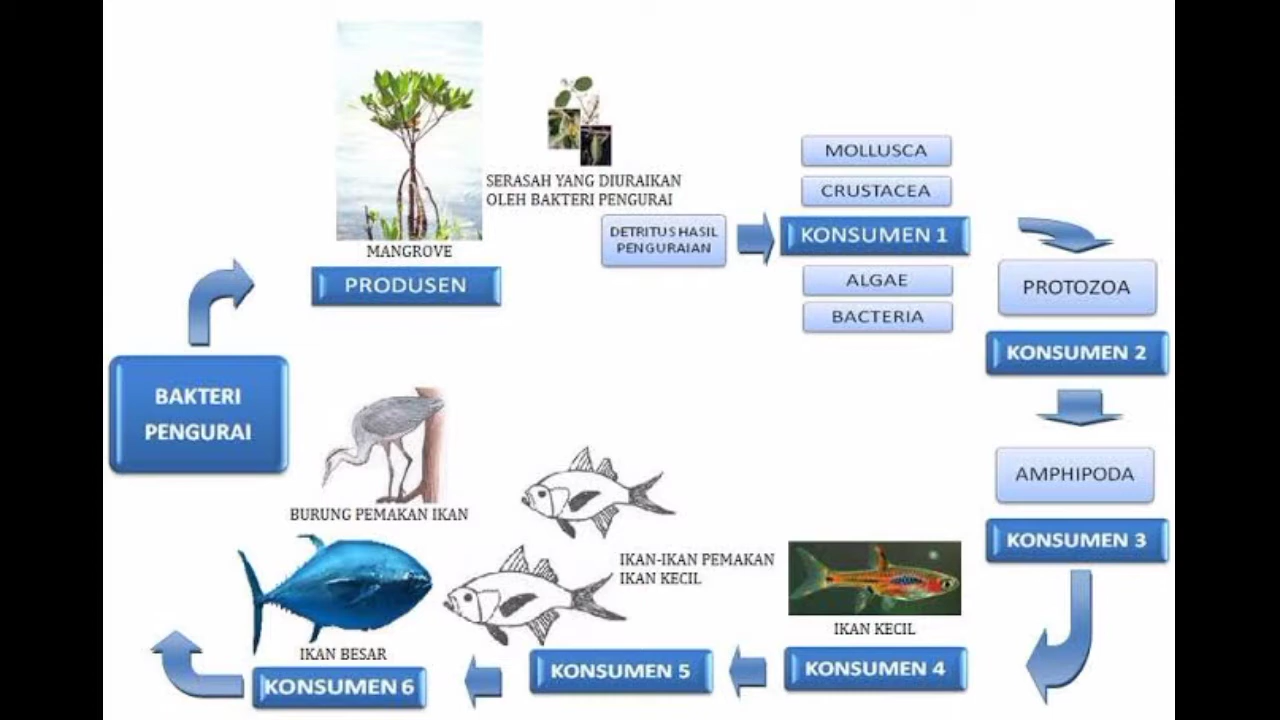 SERASAH YANG DIURAIKAN
OLEH BAKTERI PENGURAI
MANGROVE
PRODUSEN
DETRITUS HASIL
PENGURAIAN
MOLLUSCA
CRUSTACEA
KONSUMEN 1
ALGAE
BACTERIA
PROTOZOA
KONSUMEN 2
AMPHIPODA
KONSUMEN 3
IKAN KECIL
KONSUMEN 4
IKAN-IKAN PEMAKAN
IKAN KECIL
KONSUMEN 5
BURUNG PEMAKAN IKAN
IKAN BESAR
KONSUMEN 6
BAKTERI
PENGURAI